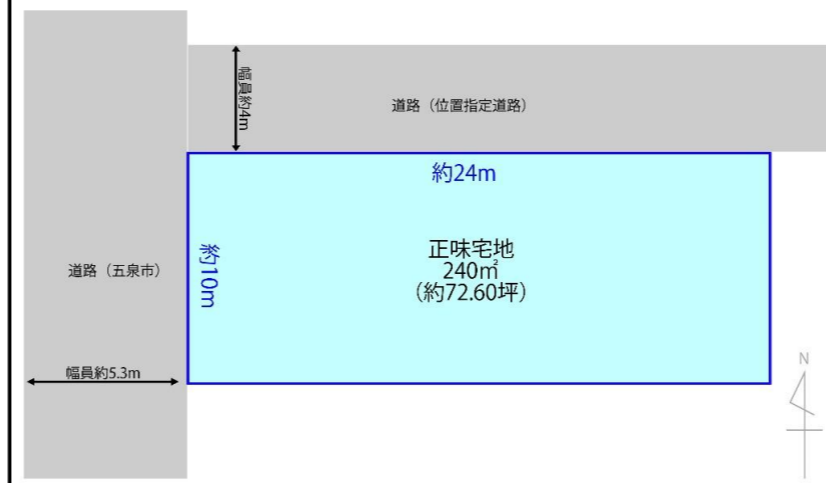 幅員約4m
道路（位置指定道路）
約24m
約10m
正味宅地
240㎡
（約72.60坪）
道路（五泉市）
幅員約5.3m
N